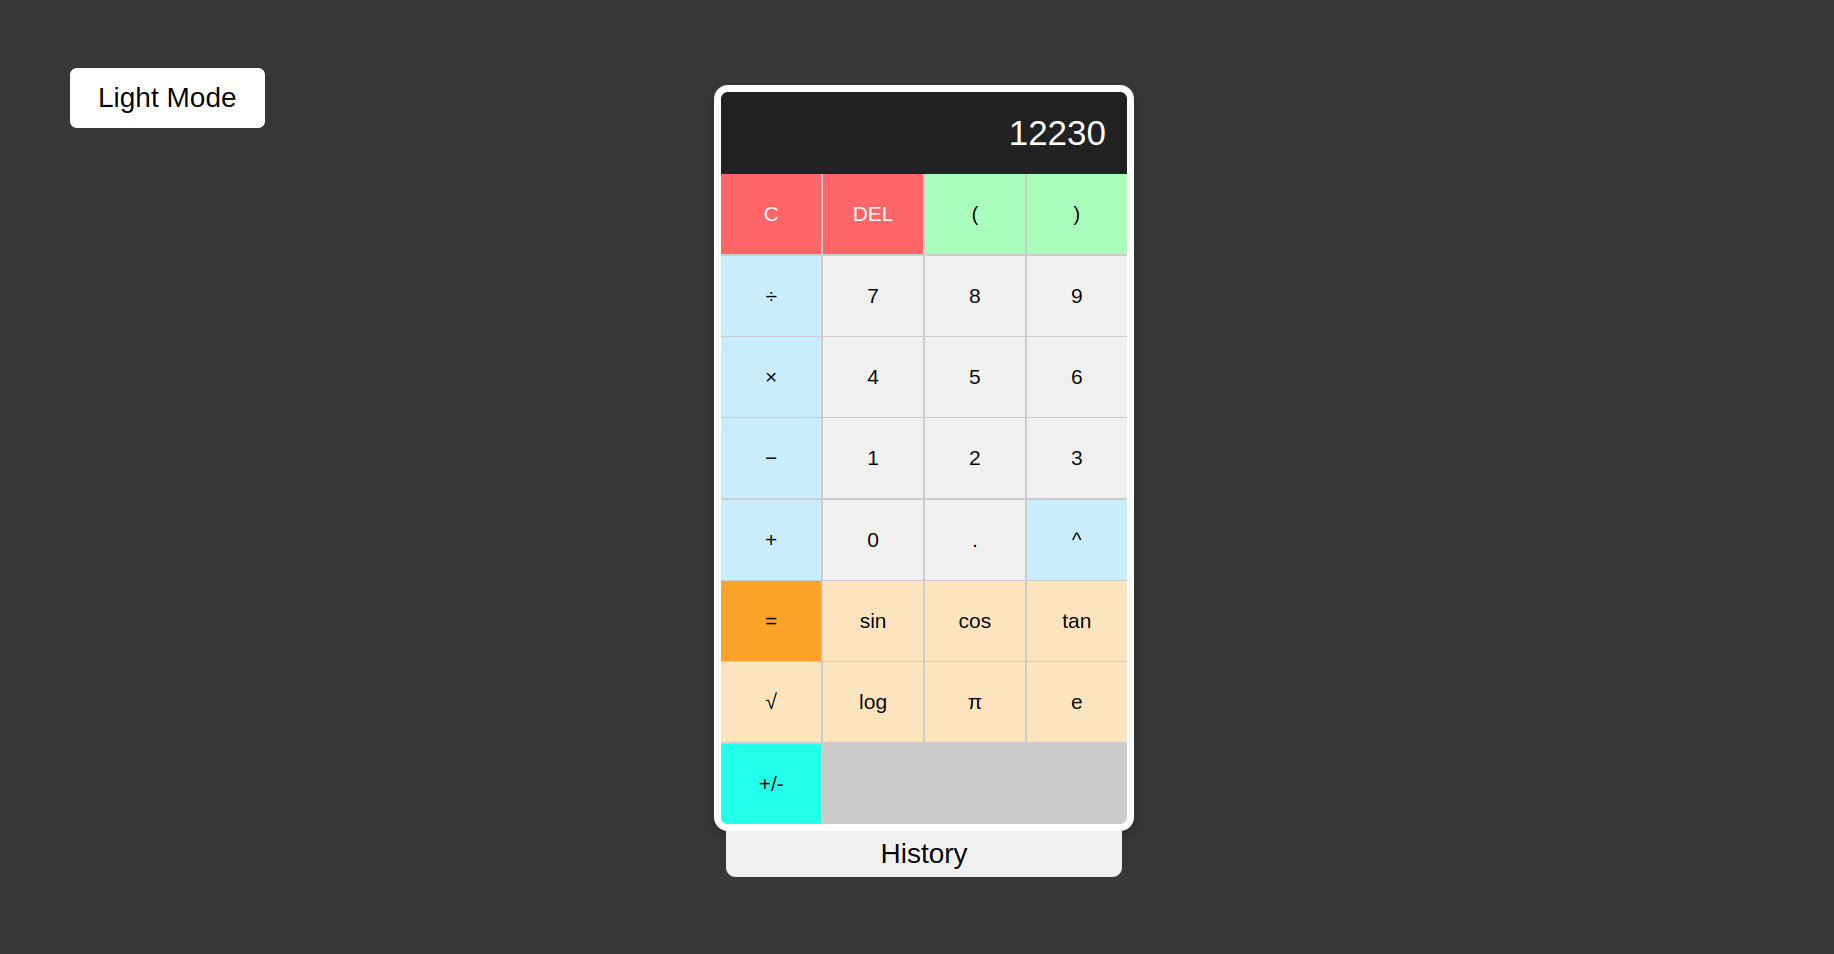 Light Mode
12230
C DEL ( )
÷ 7 8 9
× 4 5 6
− 1 2 3
+ 0 . ^
= sin cos tan
√ log π e
+/-
History